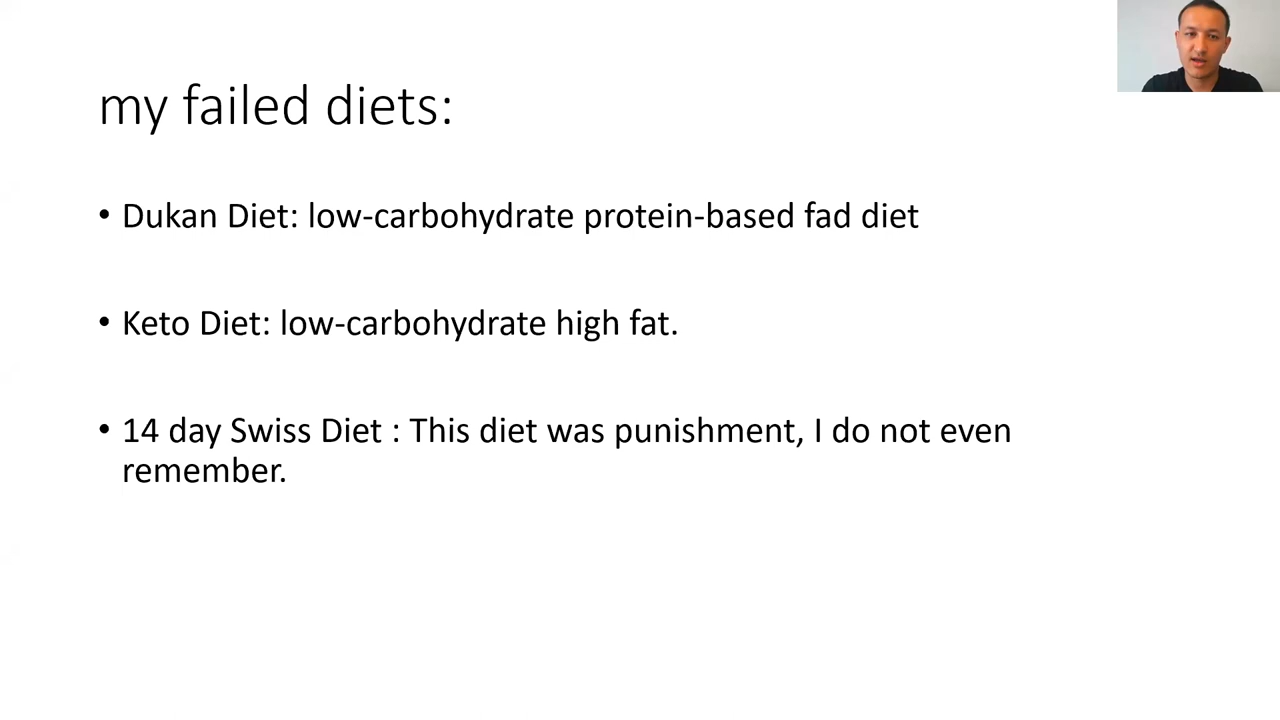 my failed diets:
• Dukan Diet: low-carbohydrate protein-based fad diet
• Keto Diet: low-carbohydrate high fat.
• 14 day Swiss Diet : This diet was punishment, I do not even
remember.